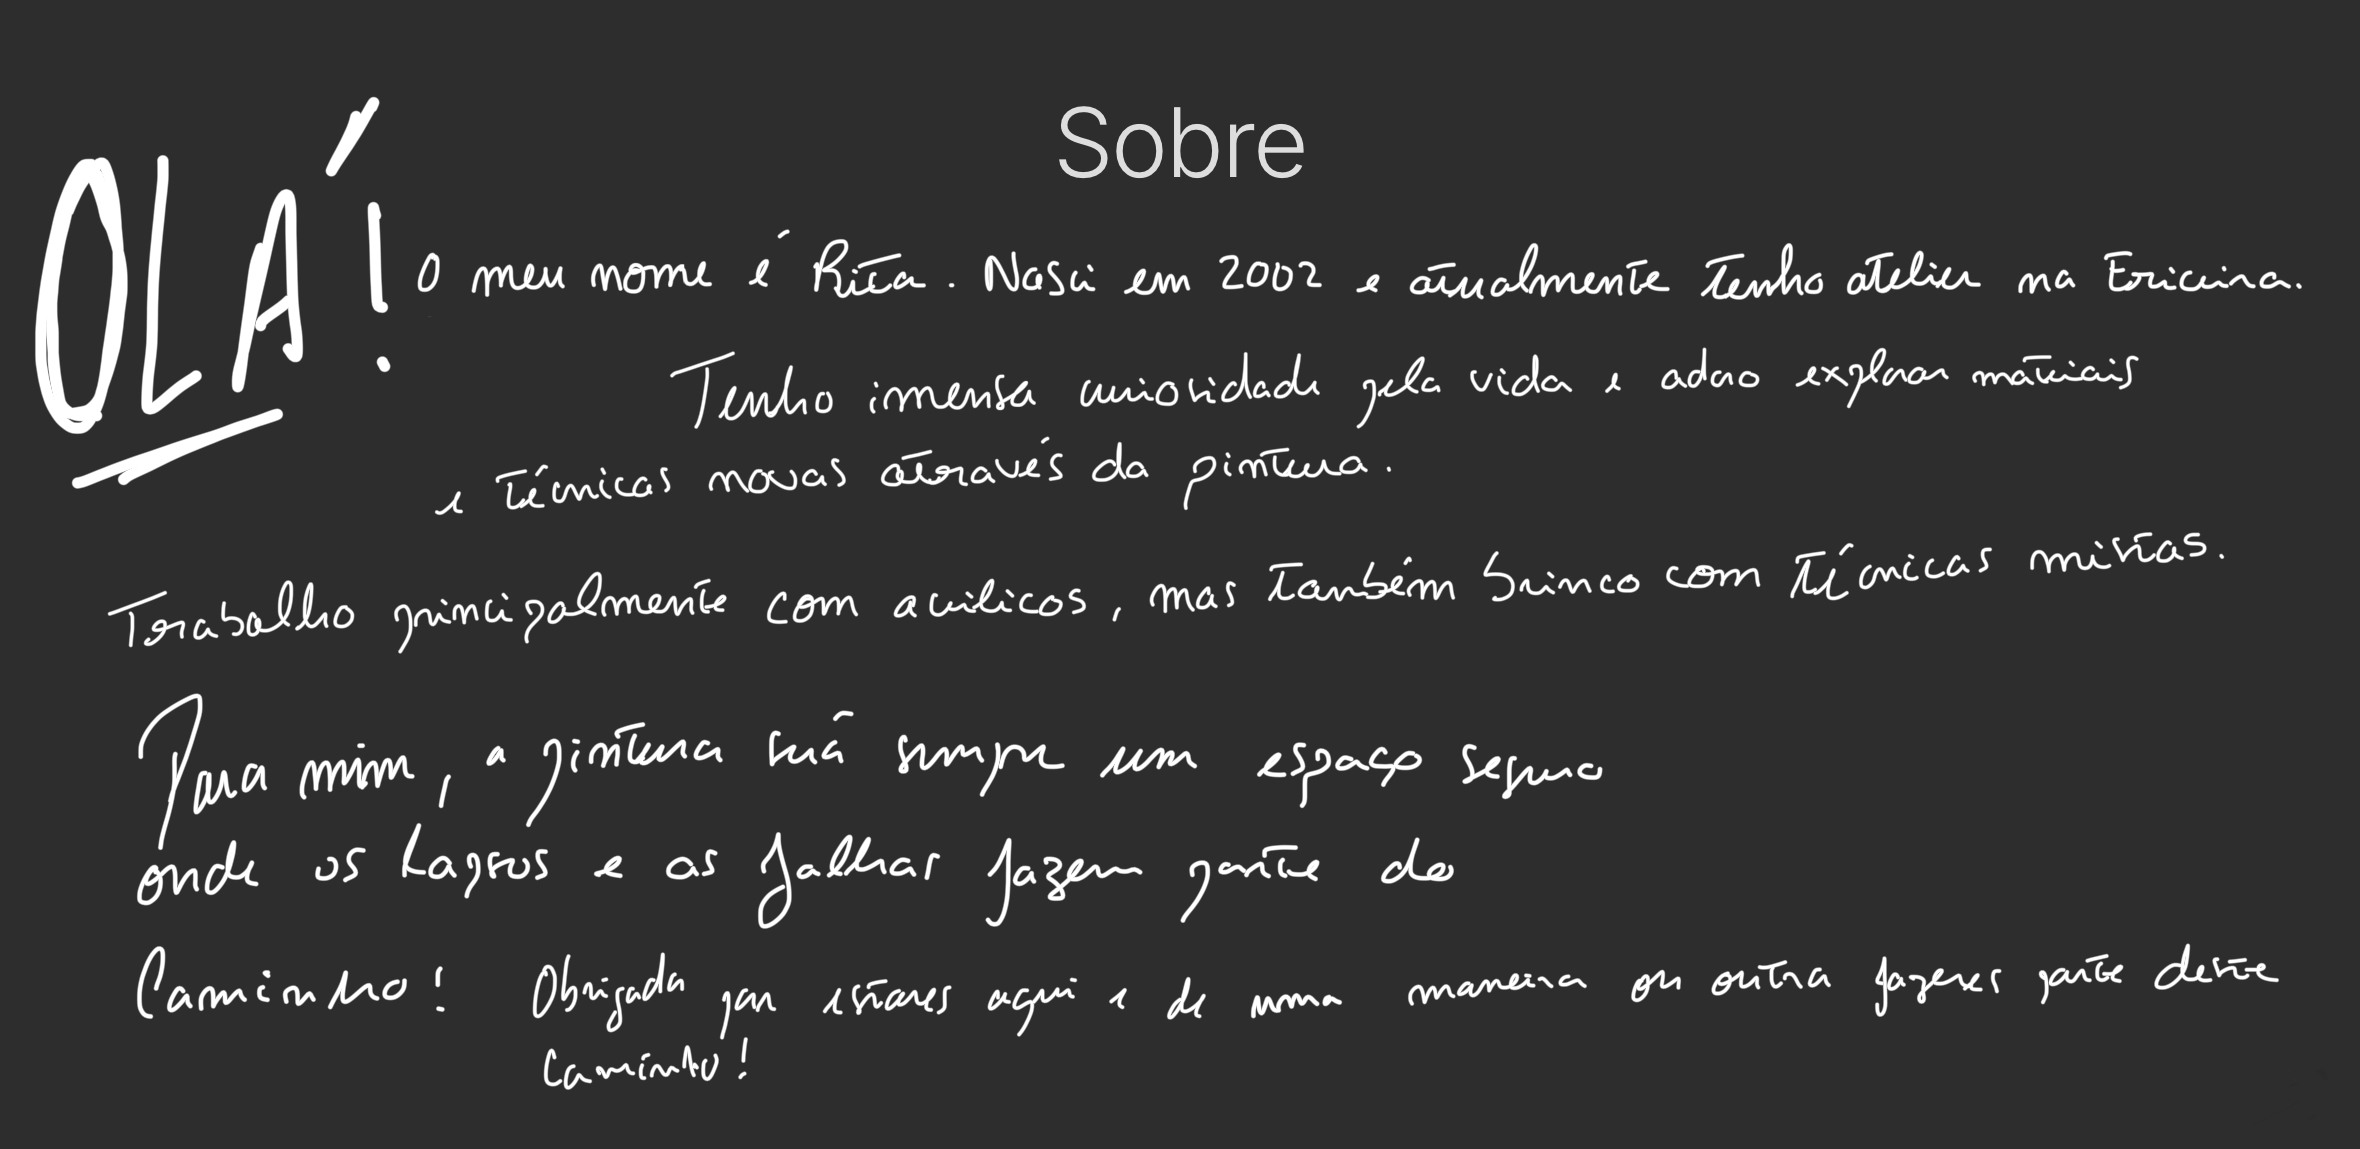 Sobre
OLÁ!
O meu nome é Rita. Nasci em 2002 e atualmente tenho atelier na Ericeira.
Tenho imensa curiosidade pela vida e adoro explorar materiais
e técnicas novas através da pintura.
Trabalho principalmente com acrílicos, mas também brinco com técnicas mistas.
Para mim, a pintura será sempre um espaço seguro
onde os lapsos e as falhas fazem parte do
Caminho! Obrigada por estares aqui e de uma maneira ou outra fazeres parte deste
Caminho!